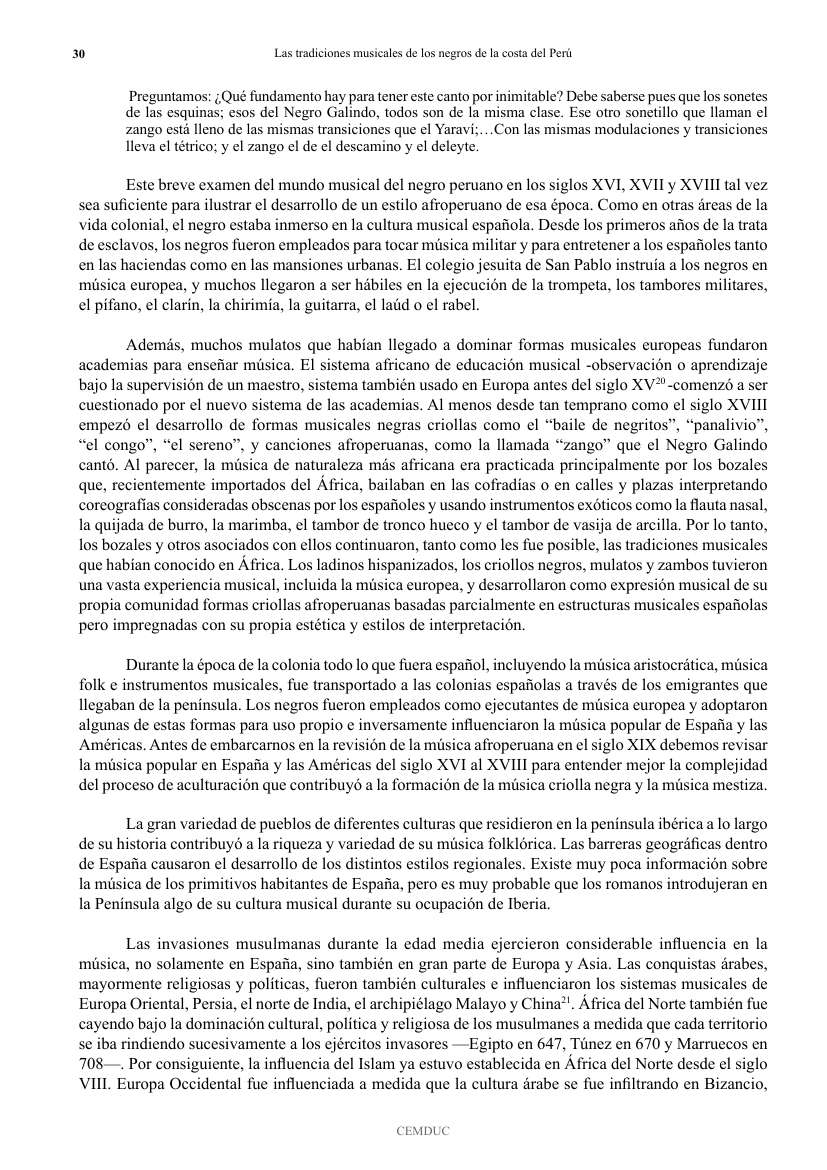 30
Las tradiciones musicales de los negros de la costa del Perú
Preguntamos: ¿Qué fundamento hay para tener este canto por inimitable? Debe saberse pues que los sonetes
de las esquinas; esos del Negro Galindo, todos son de la misma clase. Ese otro sonetillo que llaman el
zango está lleno de las mismas transiciones que el Yaraví;…Con las mismas modulaciones y transiciones
lleva el tétrico; y el zango el de el descamino y el deleyte.
Este breve examen del mundo musical del negro peruano en los siglos XVI, XVII y XVIII tal vez
sea suficiente para ilustrar el desarrollo de un estilo afroperuano de esa época. Como en otras áreas de la
vida colonial, el negro estaba inmerso en la cultura musical española. Desde los primeros años de la trata
de esclavos, los negros fueron empleados para tocar música militar y para entretener a los españoles tanto
en las haciendas como en las mansiones urbanas. El colegio jesuita de San Pablo instruía a los negros en
música europea, y muchos llegaron a ser hábiles en la ejecución de la trompeta, los tambores militares,
el pífano, el clarín, la chirimía, la guitarra, el laúd o el rabel.
Además, muchos mulatos que habían llegado a dominar formas musicales europeas fundaron
academias para enseñar música. El sistema africano de educación musical -observación o aprendizaje
bajo la supervisión de un maestro, sistema también usado en Europa antes del siglo XV20 -comenzó a ser
cuestionado por el nuevo sistema de las academias. Al menos desde tan temprano como el siglo XVIII
empezó el desarrollo de formas musicales negras criollas como el “baile de negritos”, “panalivio”,
“el congo”, “el sereno”, y canciones afroperuanas, como la llamada “zango” que el Negro Galindo
cantó. Al parecer, la música de naturaleza más africana era practicada principalmente por los bozales
que, recientemente importados del África, bailaban en las cofradías o en calles y plazas interpretando
coreografías consideradas obscenas por los españoles y usando instrumentos exóticos como la flauta nasal,
la quijada de burro, la marimba, el tambor de tronco hueco y el tambor de vasija de arcilla. Por lo tanto,
los bozales y otros asociados con ellos continuaron, tanto como les fue posible, las tradiciones musicales
que habían conocido en África. Los ladinos hispanizados, los criollos negros, mulatos y zambos tuvieron
una vasta experiencia musical, incluida la música europea, y desarrollaron como expresión musical de su
propia comunidad formas criollas afroperuanas basadas parcialmente en estructuras musicales españolas
pero impregnadas con su propia estética y estilos de interpretación.
Durante la época de la colonia todo lo que fuera español, incluyendo la música aristocrática, música
folk e instrumentos musicales, fue transportado a las colonias españolas a través de los emigrantes que
llegaban de la península. Los negros fueron empleados como ejecutantes de música europea y adoptaron
algunas de estas formas para uso propio e inversamente influenciaron la música popular de España y las
Américas. Antes de embarcarnos en la revisión de la música afroperuana en el siglo XIX debemos revisar
la música popular en España y las Américas del siglo XVI al XVIII para entender mejor la complejidad
del proceso de aculturación que contribuyó a la formación de la música criolla negra y la música mestiza.
La gran variedad de pueblos de diferentes culturas que residieron en la península ibérica a lo largo
de su historia contribuyó a la riqueza y variedad de su música folklórica. Las barreras geográficas dentro
de España causaron el desarrollo de los distintos estilos regionales. Existe muy poca información sobre
la música de los primitivos habitantes de España, pero es muy probable que los romanos introdujeran en
la Península algo de su cultura musical durante su ocupación de Iberia.
Las invasiones musulmanas durante la edad media ejercieron considerable influencia en la
música, no solamente en España, sino también en gran parte de Europa y Asia. Las conquistas árabes,
mayormente religiosas y políticas, fueron también culturales e influenciaron los sistemas musicales de
Europa Oriental, Persia, el norte de India, el archipiélago Malayo y China21. África del Norte también fue
cayendo bajo la dominación cultural, política y religiosa de los musulmanes a medida que cada territorio
se iba rindiendo sucesivamente a los ejércitos invasores —Egipto en 647, Túnez en 670 y Marruecos en
708—. Por consiguiente, la influencia del Islam ya estuvo establecida en África del Norte desde el siglo
VIII. Europa Occidental fue influenciada a medida que la cultura árabe se fue infiltrando en Bizancio,
CEMDUC